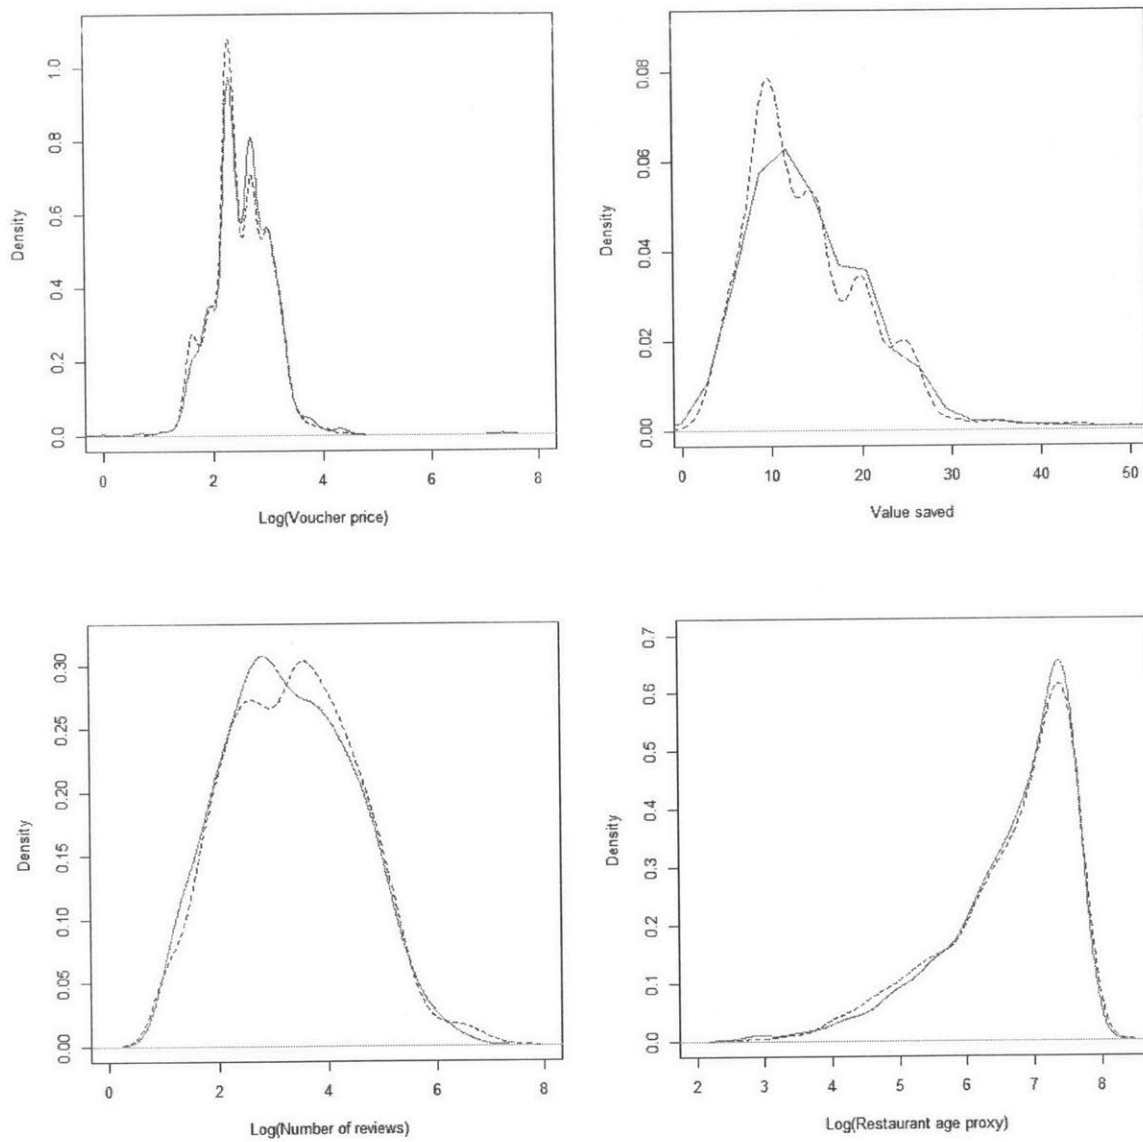 1.0
0.8
0.6
0.4
0.2
0.0
Density
0 2 4 6 8
Log(Voucher price)
0.08
0.06
0.04
0.02
0.00
Density
0 10 20 30 40 50
Value saved
0.30
0.25
0.20
0.15
0.10
0.05
0.00
Density
0 2 4 6 8
Log(Number of reviews)
0.7
0.6
0.5
0.4
0.3
0.2
0.1
0.0
Density
2 3 4 5 6 7 8
Log(Restaurant age proxy)